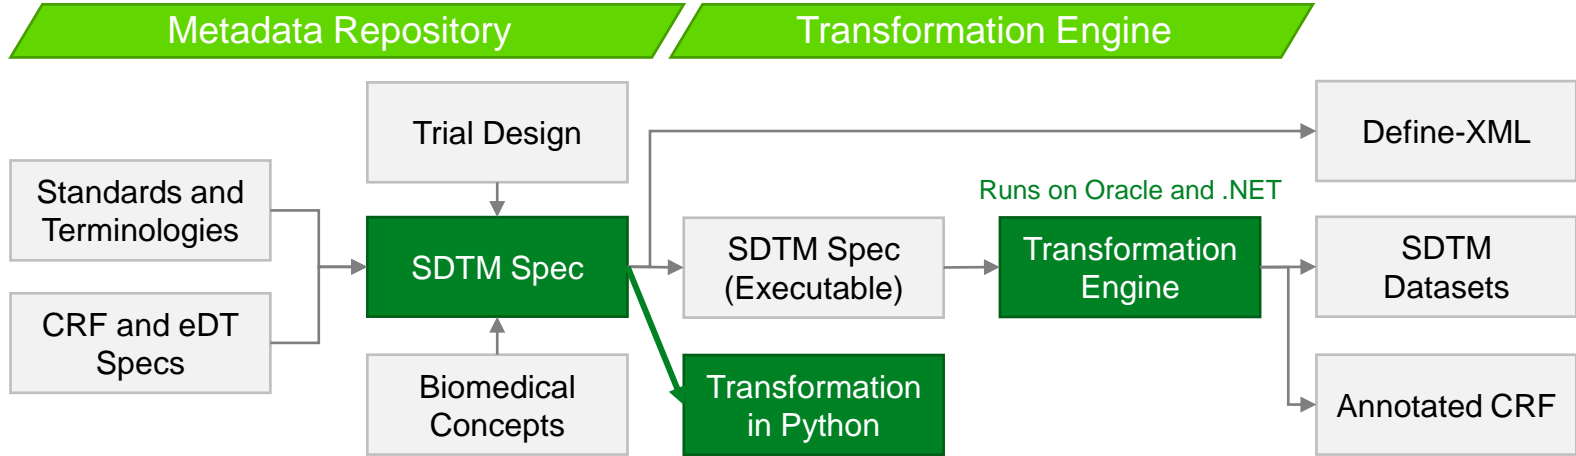 Metadata Repository
Transformation Engine
Trial Design
Define-XML
Standards and
Terminologies
Runs on Oracle and .NET
SDTM Spec
SDTM Spec
(Executable)
Transformation
Engine
SDTM
Datasets
CRF and eDT
Specs
Biomedical
Concepts
Transformation
in Python
Annotated CRF